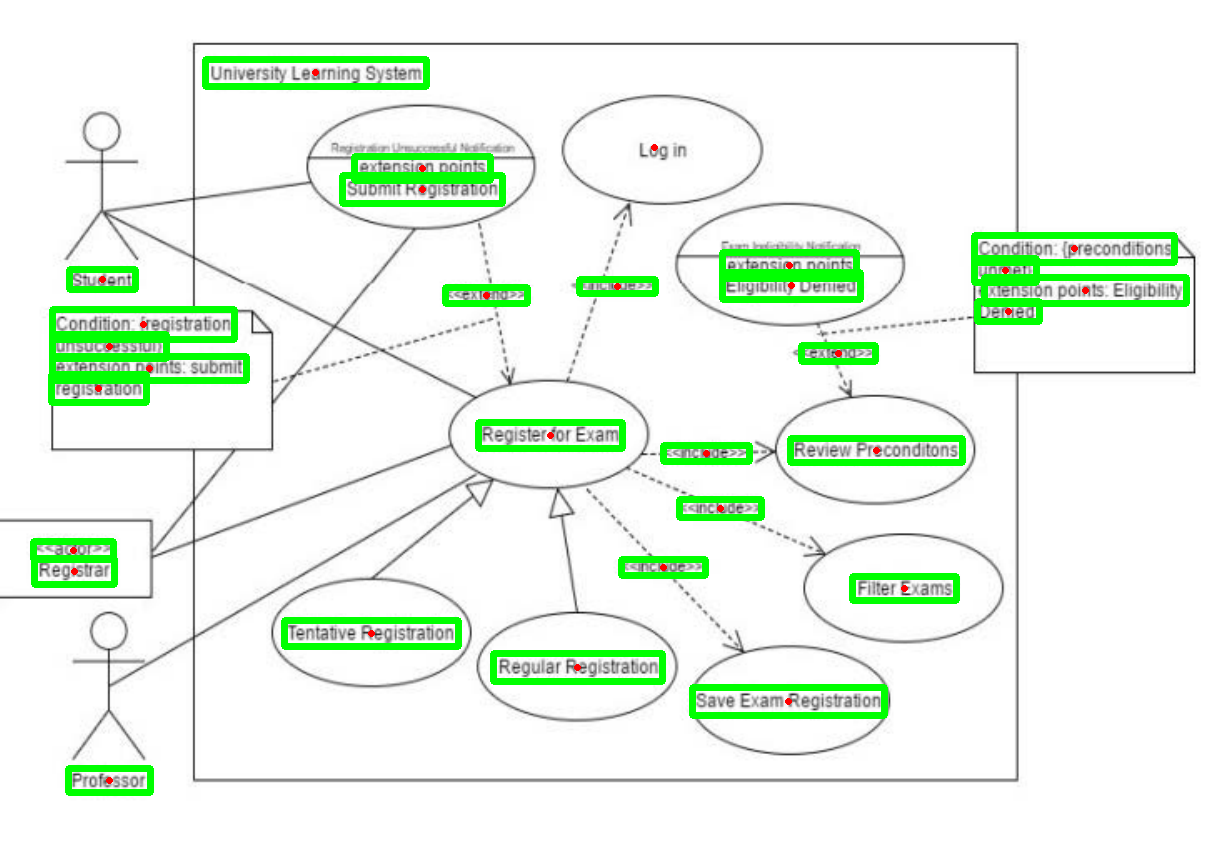 University Learning System
Registration Unsuccessful Notification
extension points
Submit Registration
Log in
Exam Ineligibility Notification
extension points
Eligibility Denied
Condition: {preconditions
unmet}
extension points: Eligibility
Denied
Student
<<extend>>
<<include>>
Condition: {registration
unsuccessful}
extension points: submit
registration
<<extend>>
Register for Exam
<<include>>
Review Preconditons
<<include>>
<<actor>>
Registrar
<<include>>
Filter Exams
Tentative Registration
Regular Registration
Save Exam Registration
Professor